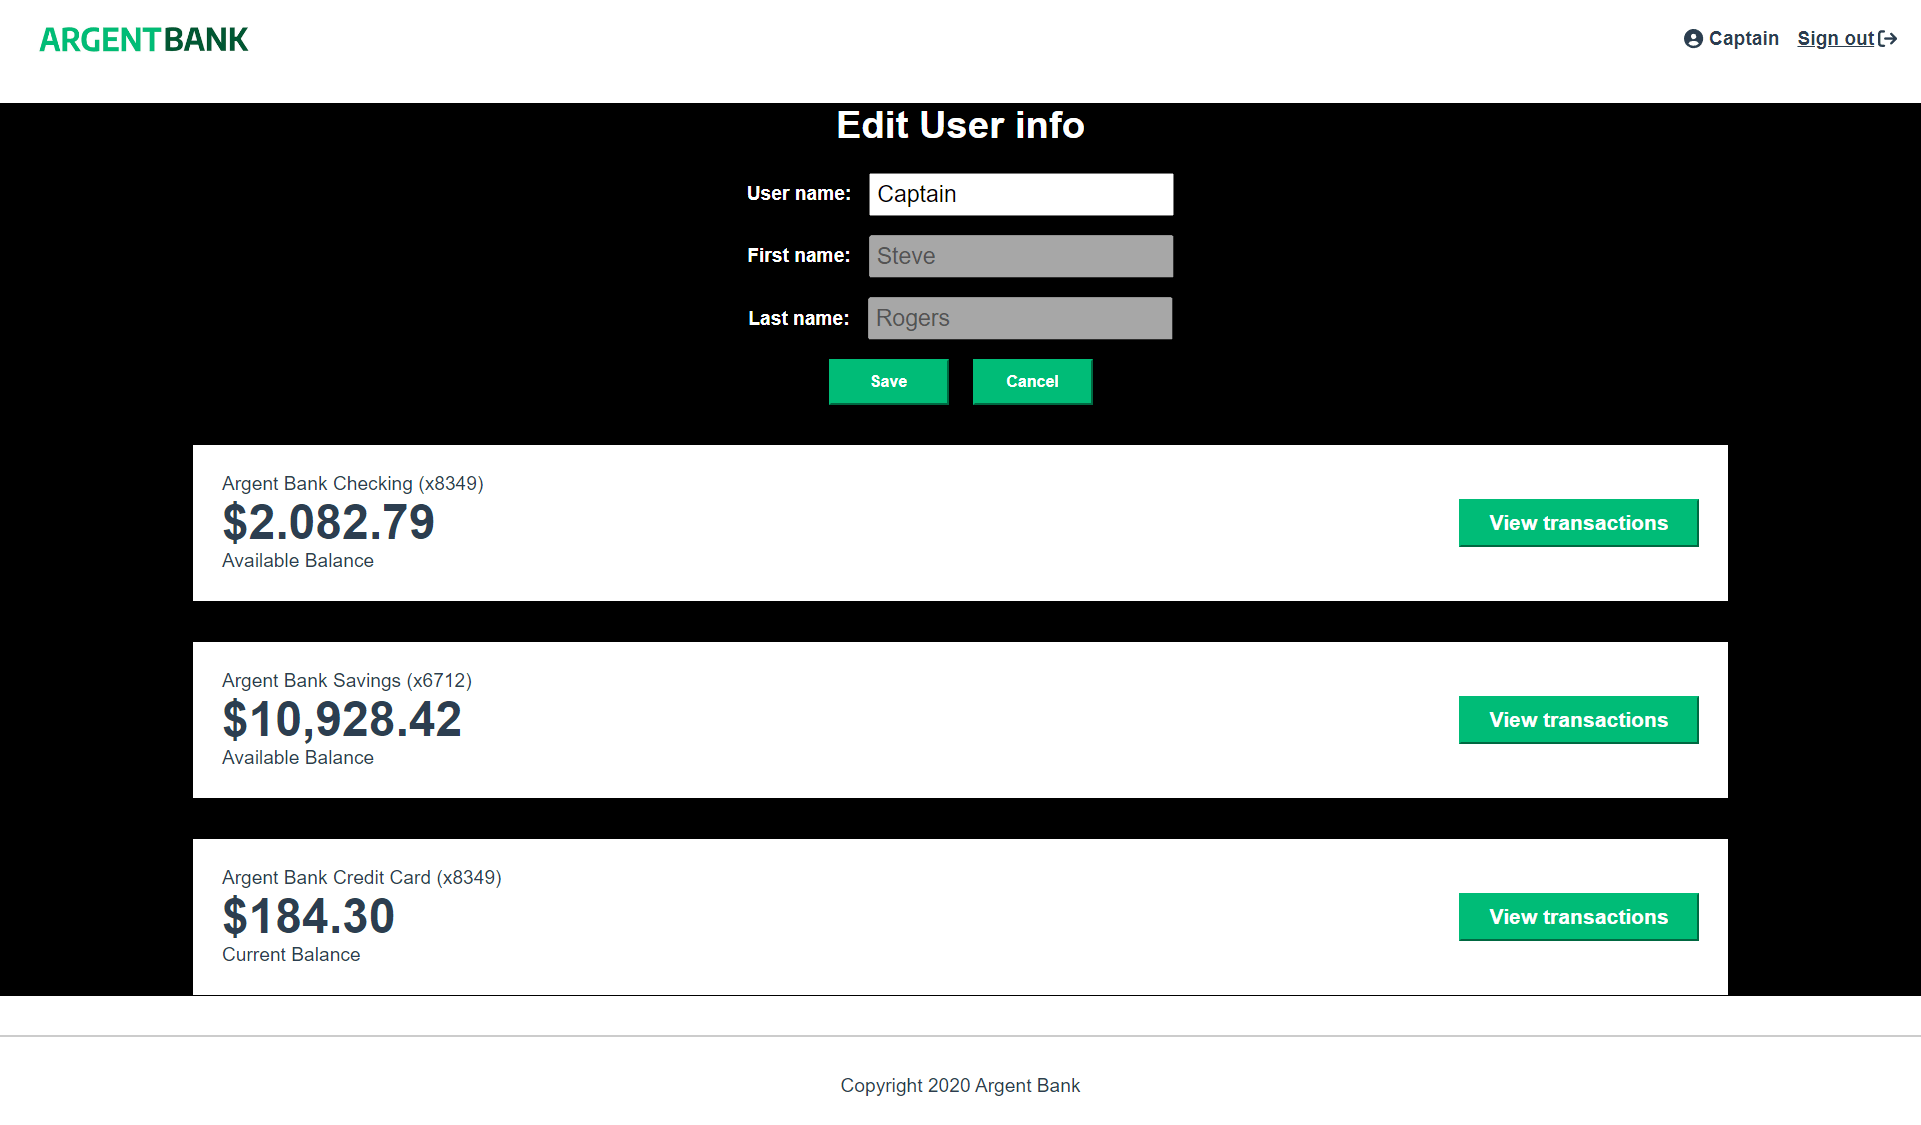 ARGENTBANK
Captain Sign out
Edit User info
User name: Captain
First name: Steve
Last name: Rogers
Save Cancel
Argent Bank Checking (x8349)
$2.082.79
Available Balance
View transactions
Argent Bank Savings (x6712)
$10,928.42
Available Balance
View transactions
Argent Bank Credit Card (x8349)
$184.30
Current Balance
View transactions
Copyright 2020 Argent Bank